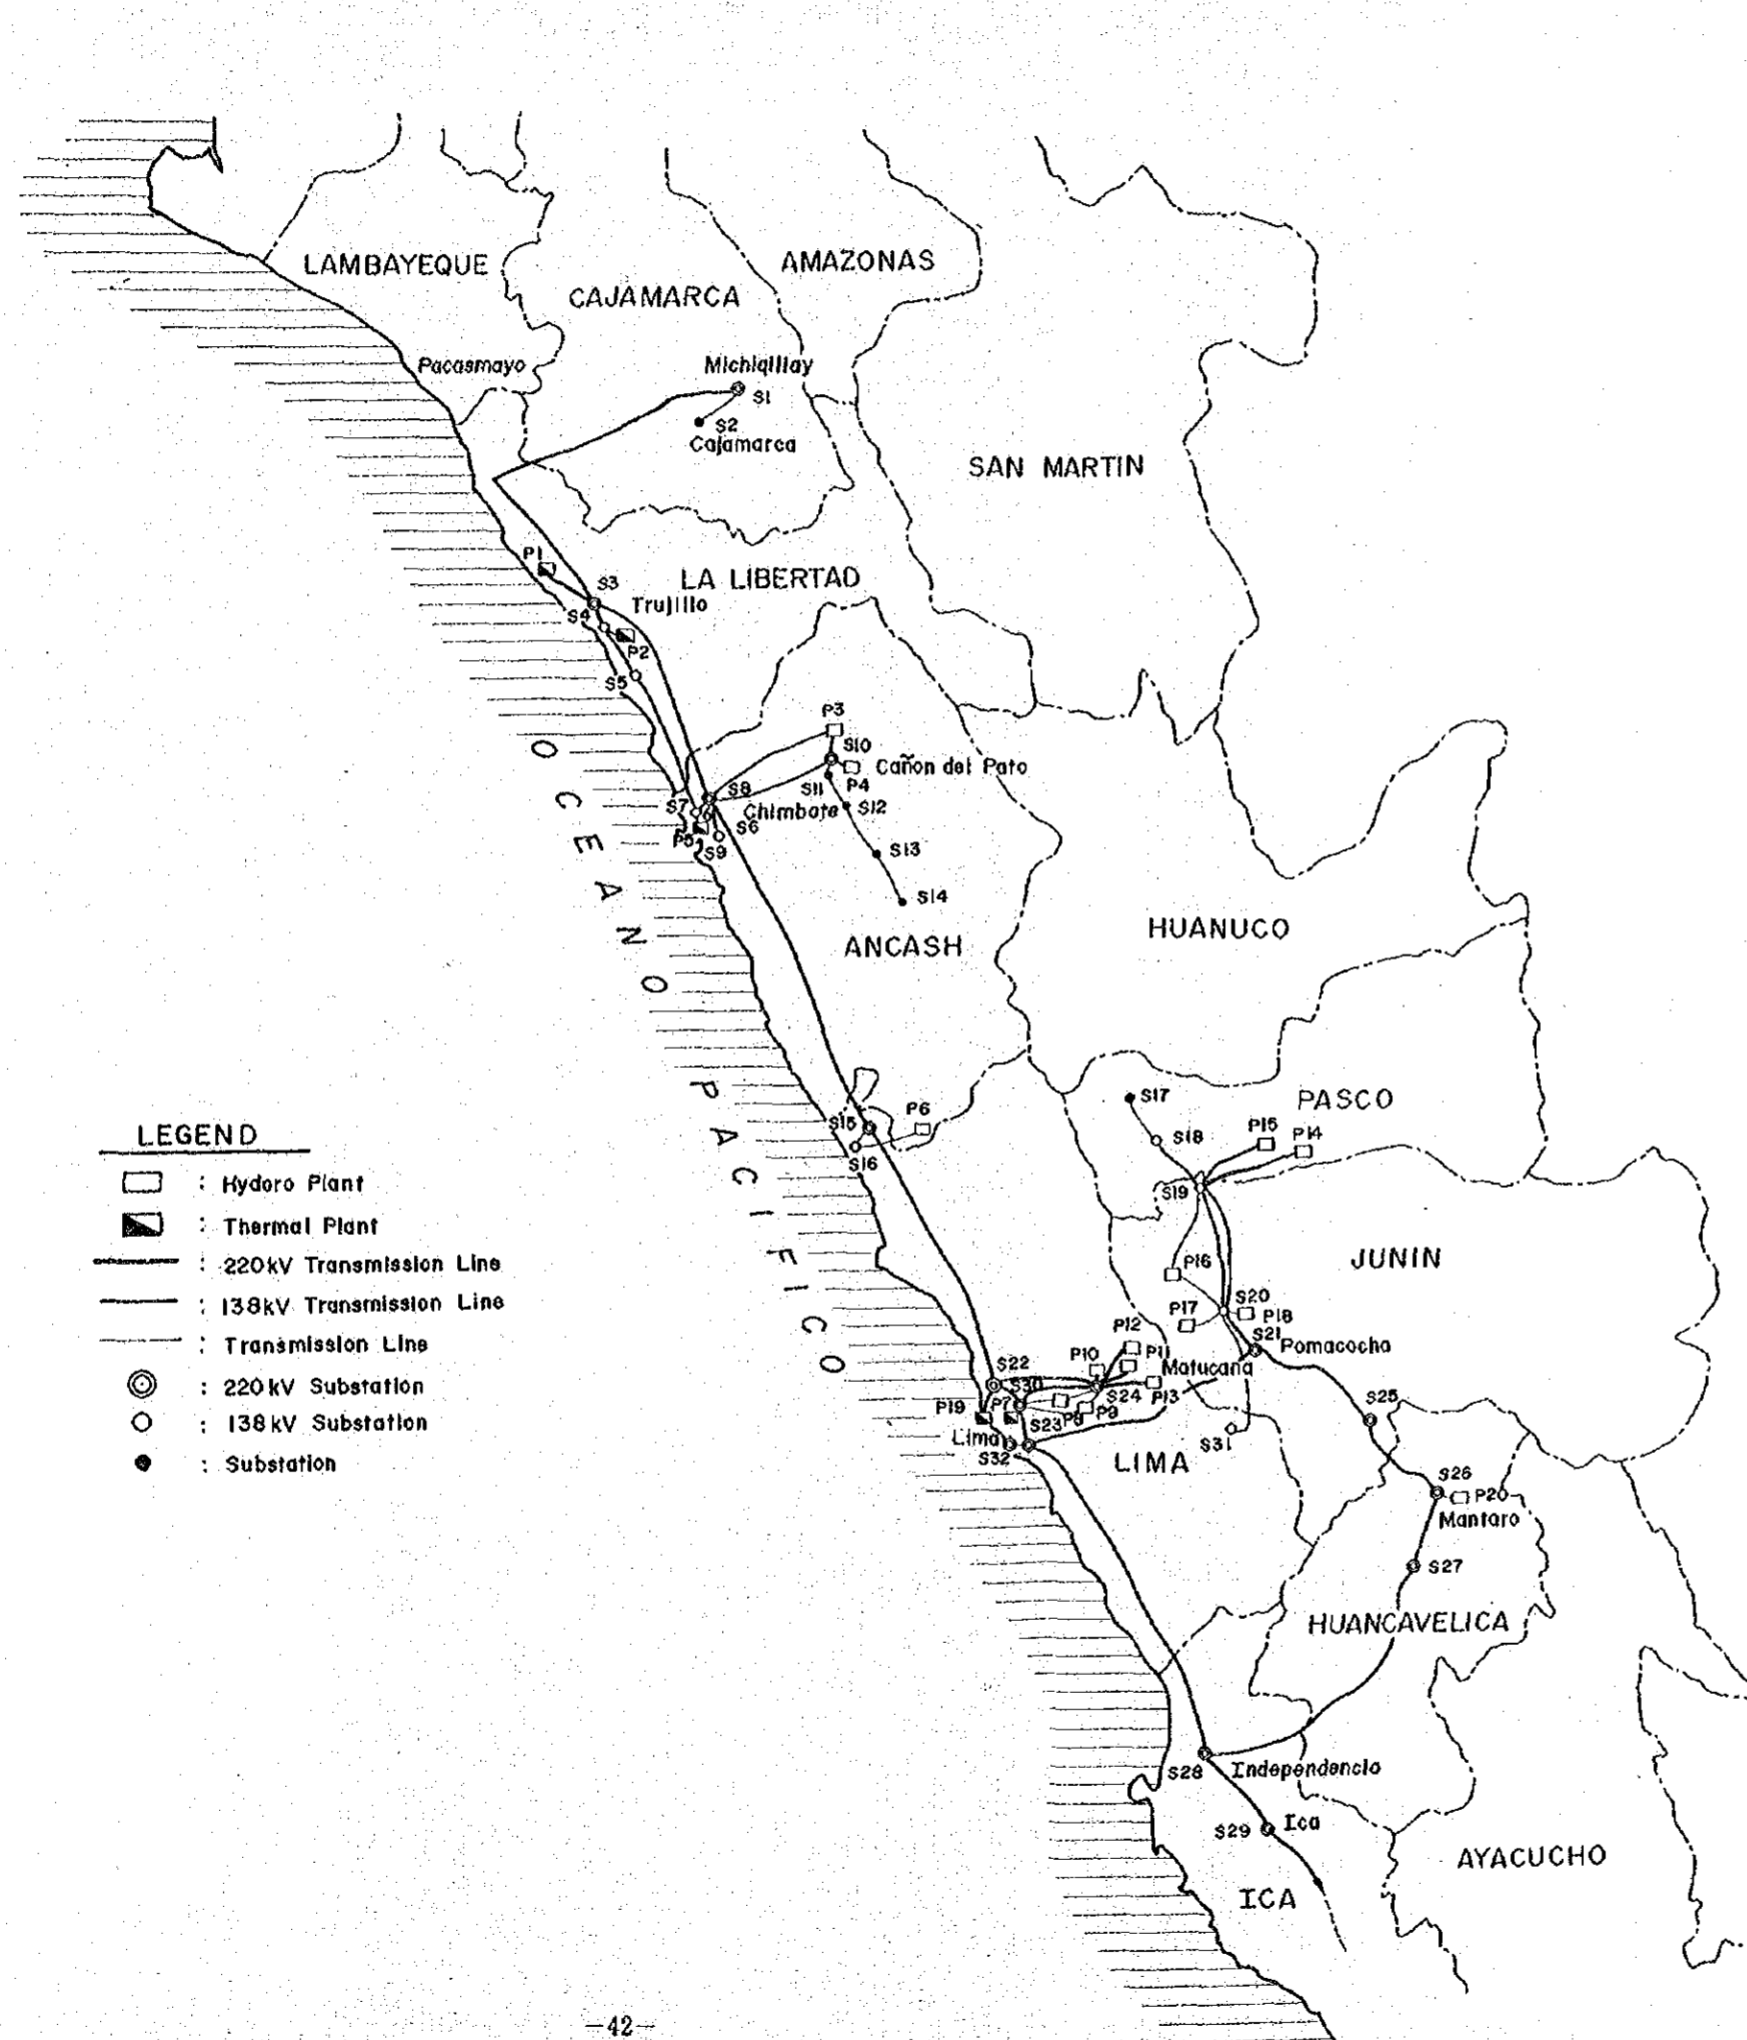 LAMBAYEQUE
CAJAMARCA
AMAZONAS
Pacasmayo
Michiqillay
S1
S2
Cajamarca
SAN MARTIN
P1
S3
LA LIBERTAD
Trujillo
S4
P2
S5
P3
S10
Cañon del Pato
S11
P4
S8
S7
Chimbote
S12
S6
P5
S9
S13
S14
OCEANO PACIFICO
HUANUCO
ANCASH
S17
PASCO
P6
S15
S16
S18
P15
P14
S19
LEGEND
: Hydoro Plant
: Thermal Plant
: 220kV Transmission Line
: 138kV Transmission Line
: Transmission Line
: 220kV Substation
: 138kV Substation
: Substation
JUNIN
P16
S20
P17
P18
P12
S21
Pomacocha
P10
P11
Matucana
S22
S30
S24
P13
P19
P7
P8
P9
S23
S25
Lima
S32
LIMA
S31
S26
P20
Mantaro
S27
HUANCAVELICA
S28
Independencia
S29
Ica
AYACUCHO
ICA
—42—